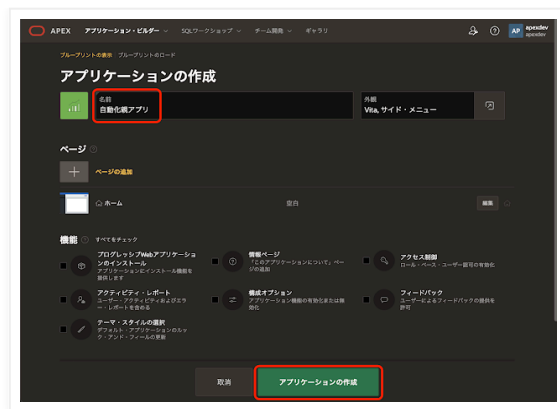 APEX アプリケーション・ビルダー SQLワークショップ チーム開発 ギャラリ AP apexdev
apexdev
ブループリントの表示 ブループリントのロード
アプリケーションの作成
名前
自動化親アプリ
外観
Vita, サイド・メニュー
ページ
ページの追加
ホーム 空白 編集
機能 すべてをチェック
プログレッシブWebアプリケーショ
ンのインストール
アプリケーションにインストール機能を
提供します
情報ページ
「このアプリケーションについて」ペー
ジの追加
アクセス制御
ロール・ベース・ユーザー認可の有効化
アクティビティ・レポート
ユーザー・アクティビティおよびエラ
ー・レポートを含める
構成オプション
アプリケーション機能の有効化または無
効化
フィードバック
ユーザーによるフィードバックの提供を
許可
テーマ・スタイルの選択
デフォルト・アプリケーションのルッ
ク・アンド・フィールの更新
取消 アプリケーションの作成